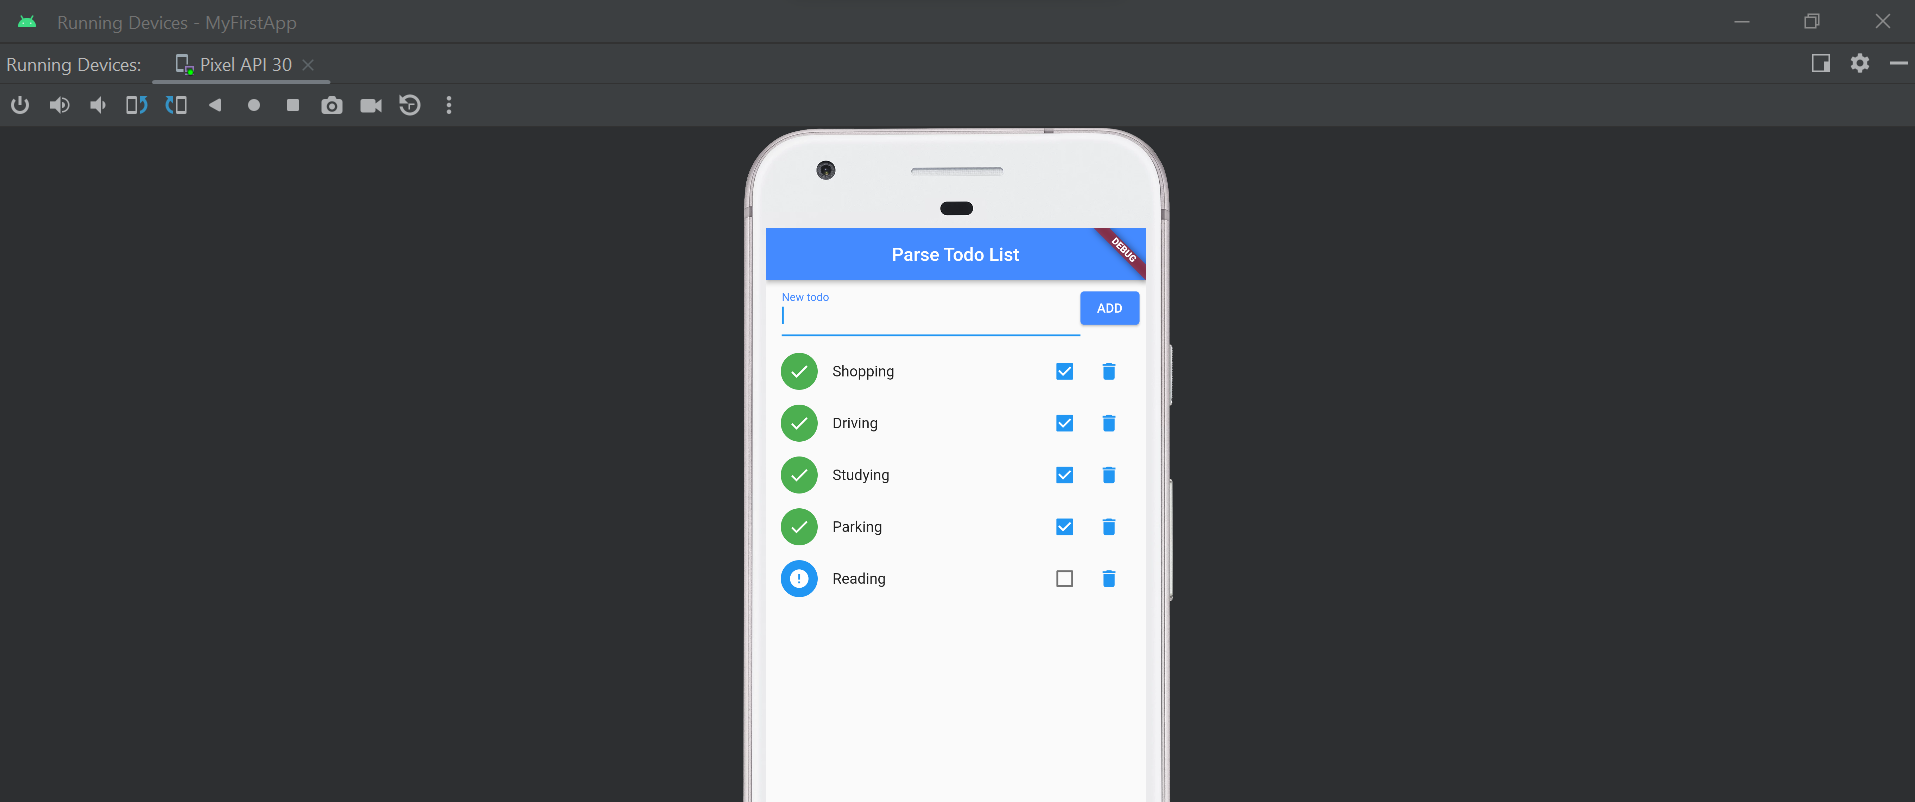 Running Devices - MyFirstApp
Running Devices:
Pixel API 30
Parse Todo List
DEBUG
New todo
ADD
Shopping
Driving
Studying
Parking
Reading